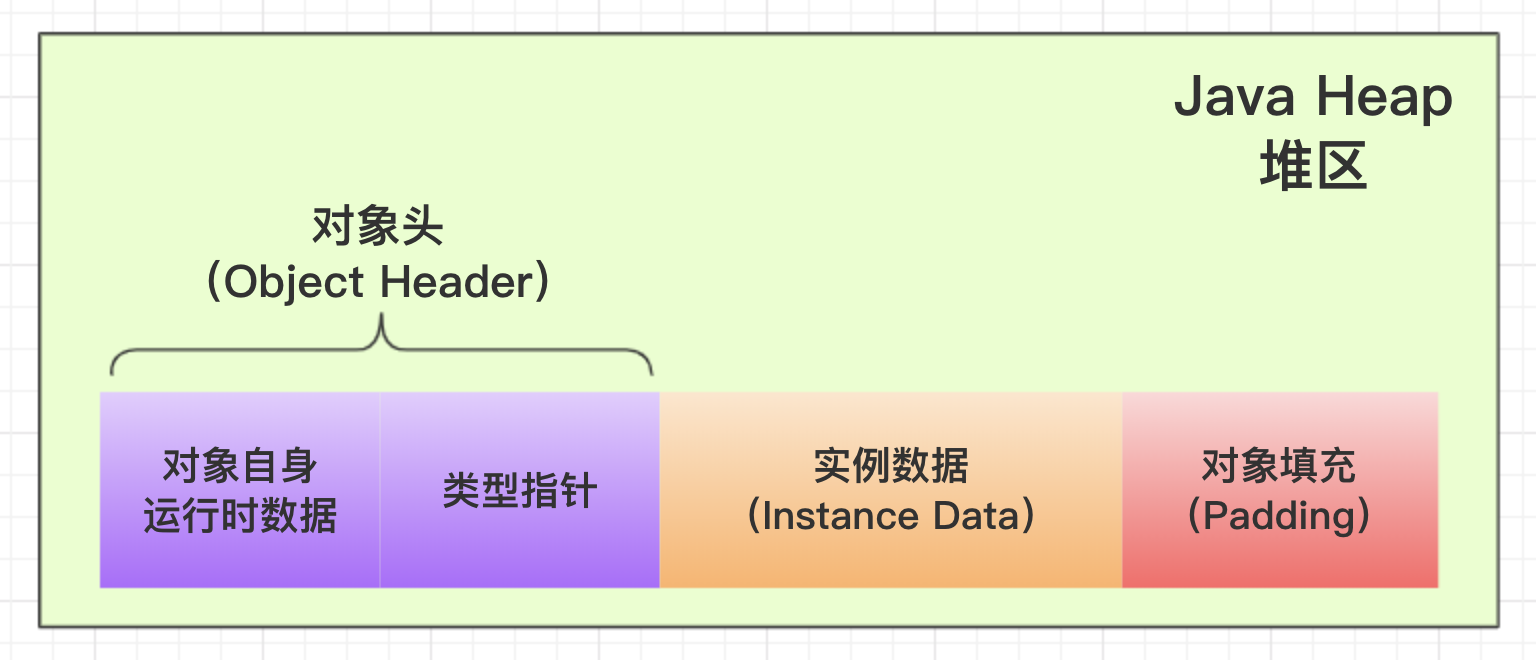 Java Heap
堆区
对象头
(Object Header)
对象自身
运行时数据
类型指针
实例数据
(Instance Data)
对象填充
(Padding)